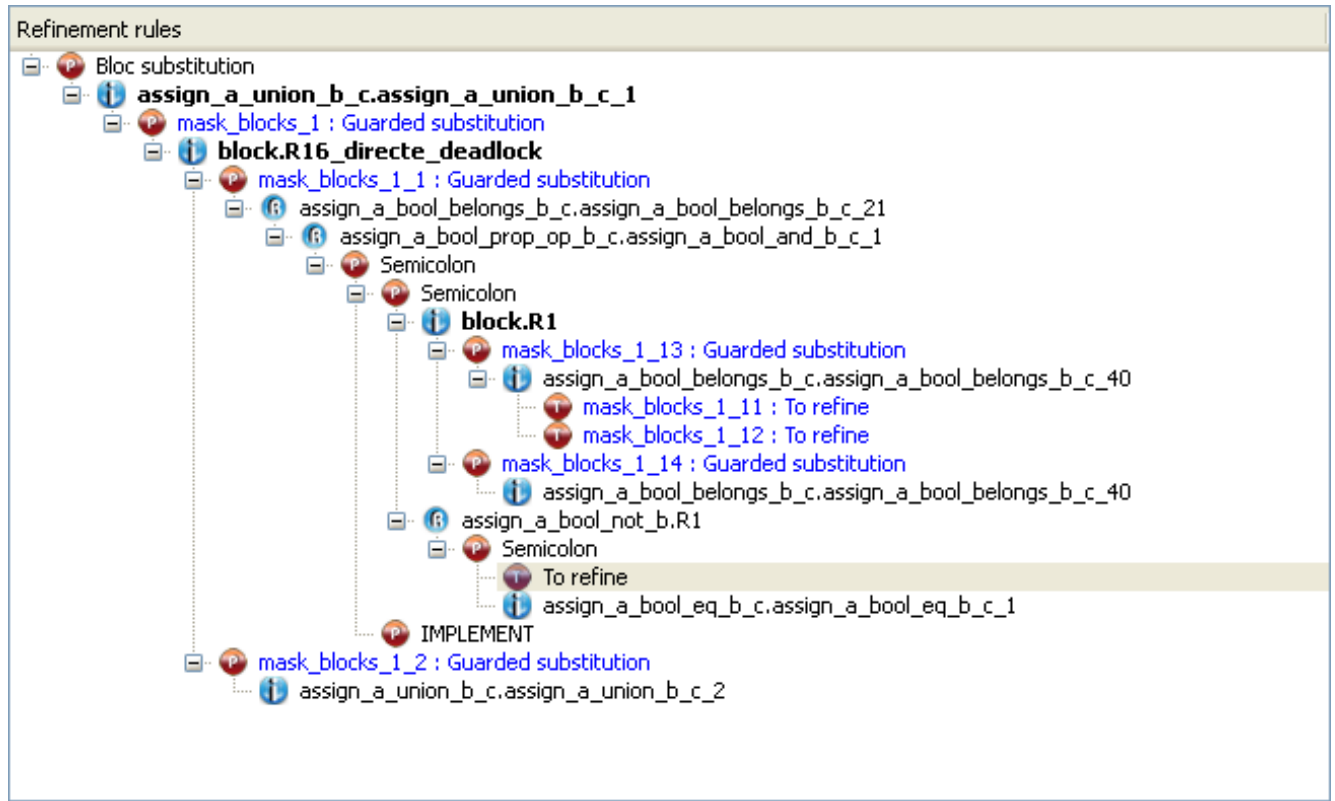 Refinement rules
Bloc substitution
assign_a_union_b_c.assign_a_union_b_c_1
mask_blocks_1 : Guarded substitution
block.R16_directe_deadlock
mask_blocks_1_1 : Guarded substitution
assign_a_bool_belongs_b_c.assign_a_bool_belongs_b_c_21
assign_a_bool_prop_op_b_c.assign_a_bool_and_b_c_1
Semicolon
Semicolon
block.R1
mask_blocks_1_13 : Guarded substitution
assign_a_bool_belongs_b_c.assign_a_bool_belongs_b_c_40
mask_blocks_1_11 : To refine
mask_blocks_1_12 : To refine
mask_blocks_1_14 : Guarded substitution
assign_a_bool_belongs_b_c.assign_a_bool_belongs_b_c_40
assign_a_bool_not_b.R1
Semicolon
To refine
assign_a_bool_eq_b_c.assign_a_bool_eq_b_c_1
IMPLEMENT
mask_blocks_1_2 : Guarded substitution
assign_a_union_b_c.assign_a_union_b_c_2